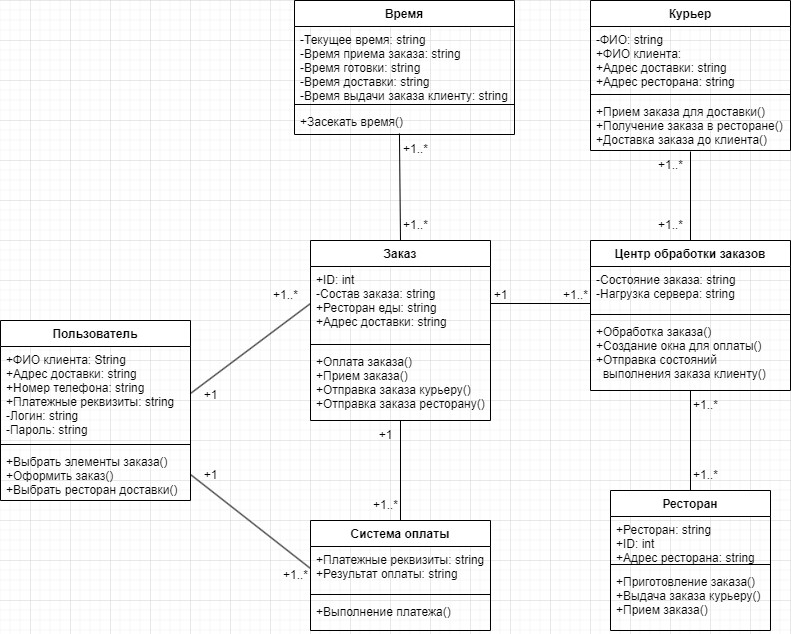 Время
-Текущее время: string
-Время приема заказа: string
-Время готовки: string
-Время доставки: string
-Время выдачи заказа клиенту: string
+Засекать время()
+1..*
+1..*
Курьер
-ФИО: string
+ФИО клиента:
+Адрес доставки: string
+Адрес ресторана: string
+Прием заказа для доставки()
+Получение заказа в ресторане()
+Доставка заказа до клиента()
+1..*
+1..*
Заказ
+ID: int
-Состав заказа: string
+Ресторан еды: string
+Адрес доставки: string
+Оплата заказа()
+Прием заказа()
+Отправка заказа курьеру()
+Отправка заказа ресторану()
+1
+1..*
Центр обработки заказов
-Состояние заказа: string
-Нагрузка сервера: string
+Обработка заказа()
+Создание окна для оплаты()
+Отправка состояний
выполнения заказа клиенту()
+1..*
+1..*
+1..*
Пользователь
+ФИО клиента: String
+Адрес доставки: string
+Номер телефона: string
+Платежные реквизиты: string
-Логин: string
-Пароль: string
+Выбрать элементы заказа()
+Оформить заказ()
+Выбрать ресторан доставки()
+1
+1
+1..*
+1
+1..*
Система оплаты
+Платежные реквизиты: string
+Результат оплаты: string
+Выполнение платежа()
Ресторан
+Ресторан: string
+ID: int
+Адрес ресторана: string
+Приготовление заказа()
+Выдача заказа курьеру()
+Прием заказа()